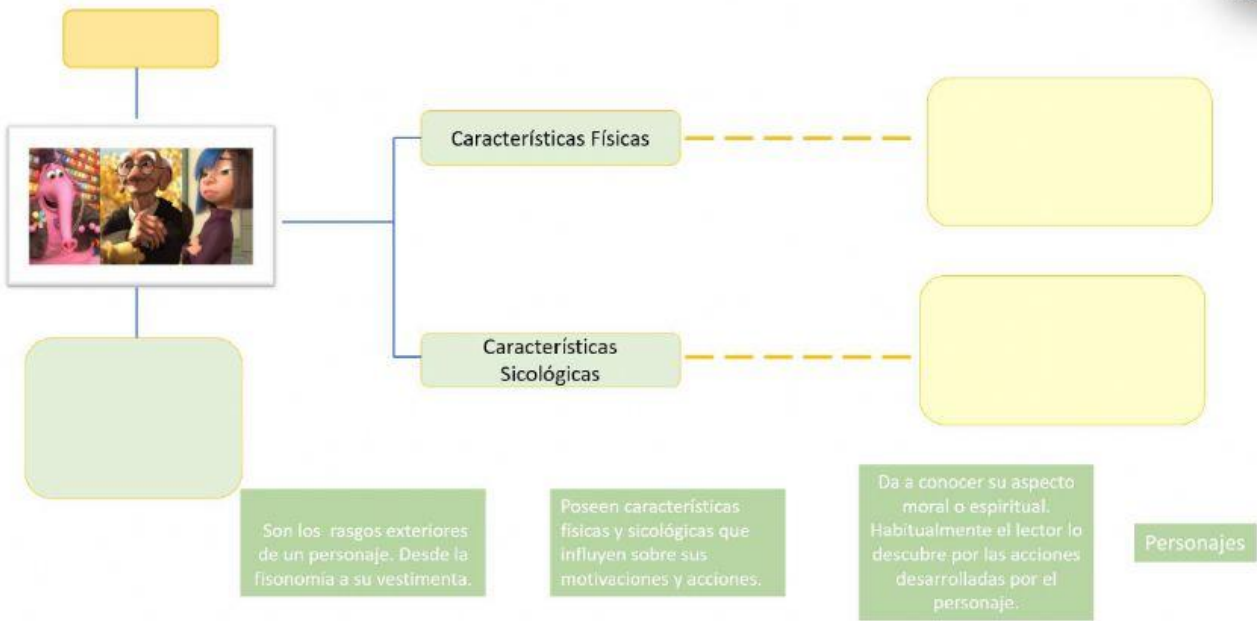 Características Físicas
Características
Sicológicas
Son los rasgos exteriores
de un personaje. Desde la
fisonomía a su vestimenta.
Poseen características
físicas y sicológicas que
influyen sobre sus
motivaciones y acciones.
Da a conocer su aspecto
moral o espiritual.
Habitualmente el lector lo
descubre por las acciones
desarrolladas por el
personaje.
Personajes